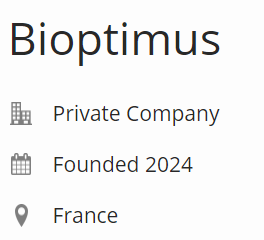 Bioptimus
Private Company
Founded 2024
France